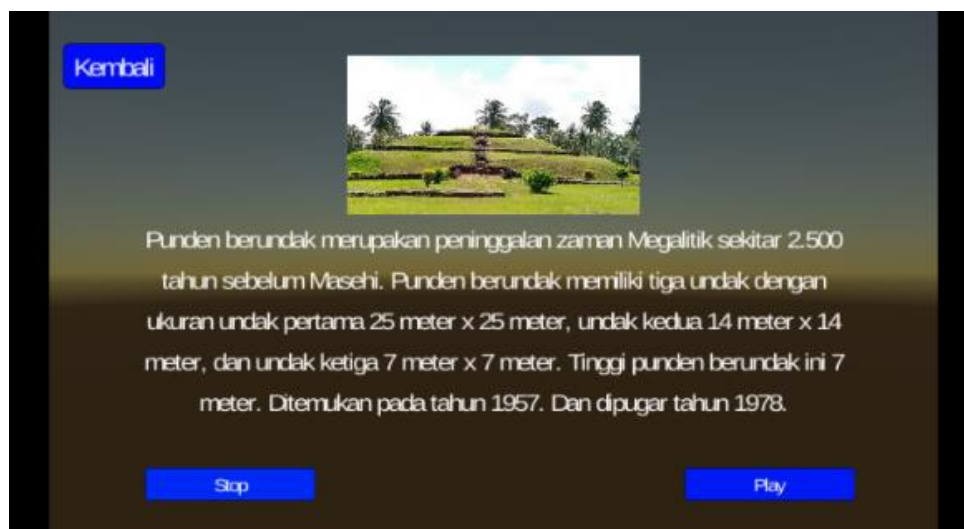 Kembali
Punden berundak merupakan peninggalan zaman Megalitik sekitar 2.500
tahun sebelum Masehi. Punden berundak memiliki tiga undak dengan
ukuran undak pertama 25 meter x 25 meter, undak kedua 14 meter x 14
meter, dan undak ketiga 7 meter x 7 meter. Tinggi punden berundak ini 7
meter. Ditemukan pada tahun 1957. Dan dipugar tahun 1978.
Stop
Play